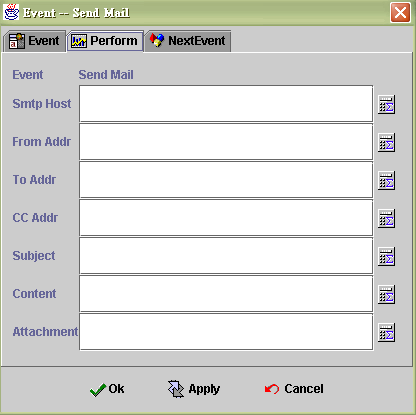 Event -- Send Mail
Event Perform NextEvent
Event Send Mail
Smtp Host
From Addr
To Addr
CC Addr
Subject
Content
Attachment
Ok Apply Cancel